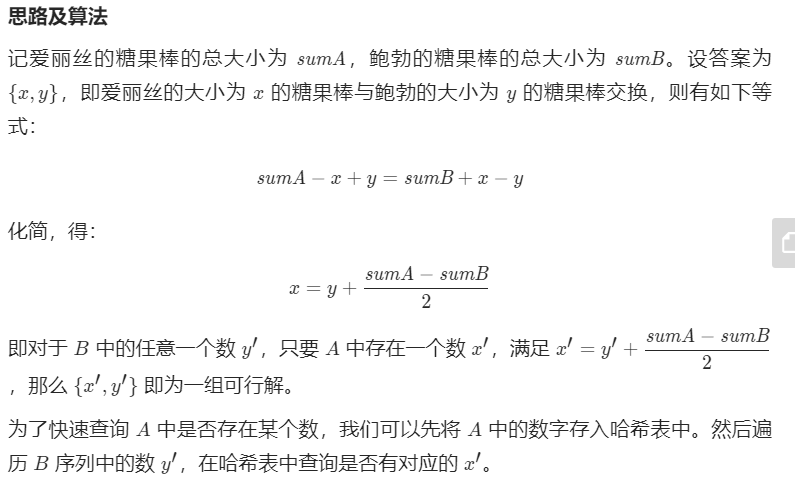 思路及算法
记爱丽丝的糖果棒的总大小为 sumA，鲍勃的糖果棒的总大小为 sumB。设答案为
{x, y}，即爱丽丝的大小为 x 的糖果棒与鲍勃的大小为 y 的糖果棒交换，则有如下等
式：
sumA − x + y = sumB + x − y
化简，得：
x = y + \frac{sumA − sumB}{2}
即对于 B 中的任意一个数 y′，只要 A 中存在一个数 x′，满足 x′ = y′ + \frac{sumA − sumB}{2}
，那么 {x′, y′} 即为一组可行解。
为了快速查询 A 中是否存在某个数，我们可以先将 A 中的数字存入哈希表中。然后遍
历 B 序列中的数 y′，在哈希表中查询是否有对应的 x′。